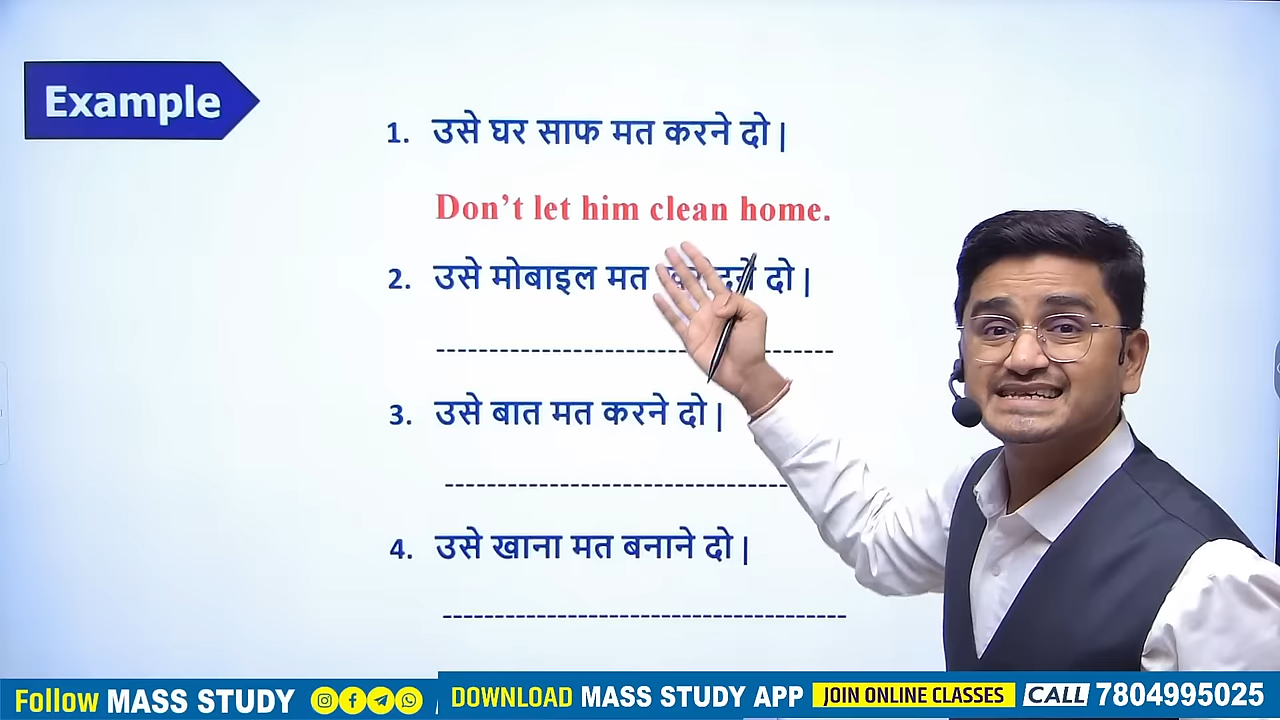 Example
1. उसे घर साफ मत करने दो |
Don't let him clean home.
2. उसे मोबाइल मत दो |
--------------------------------------------
3. उसे बात मत करने दो |
--------------------------------------------
4. उसे खाना मत बनाने दो |
--------------------------------------------
Follow MASS STUDY DOWNLOAD MASS STUDY APP JOIN ONLINE CLASSES CALL 7804995025